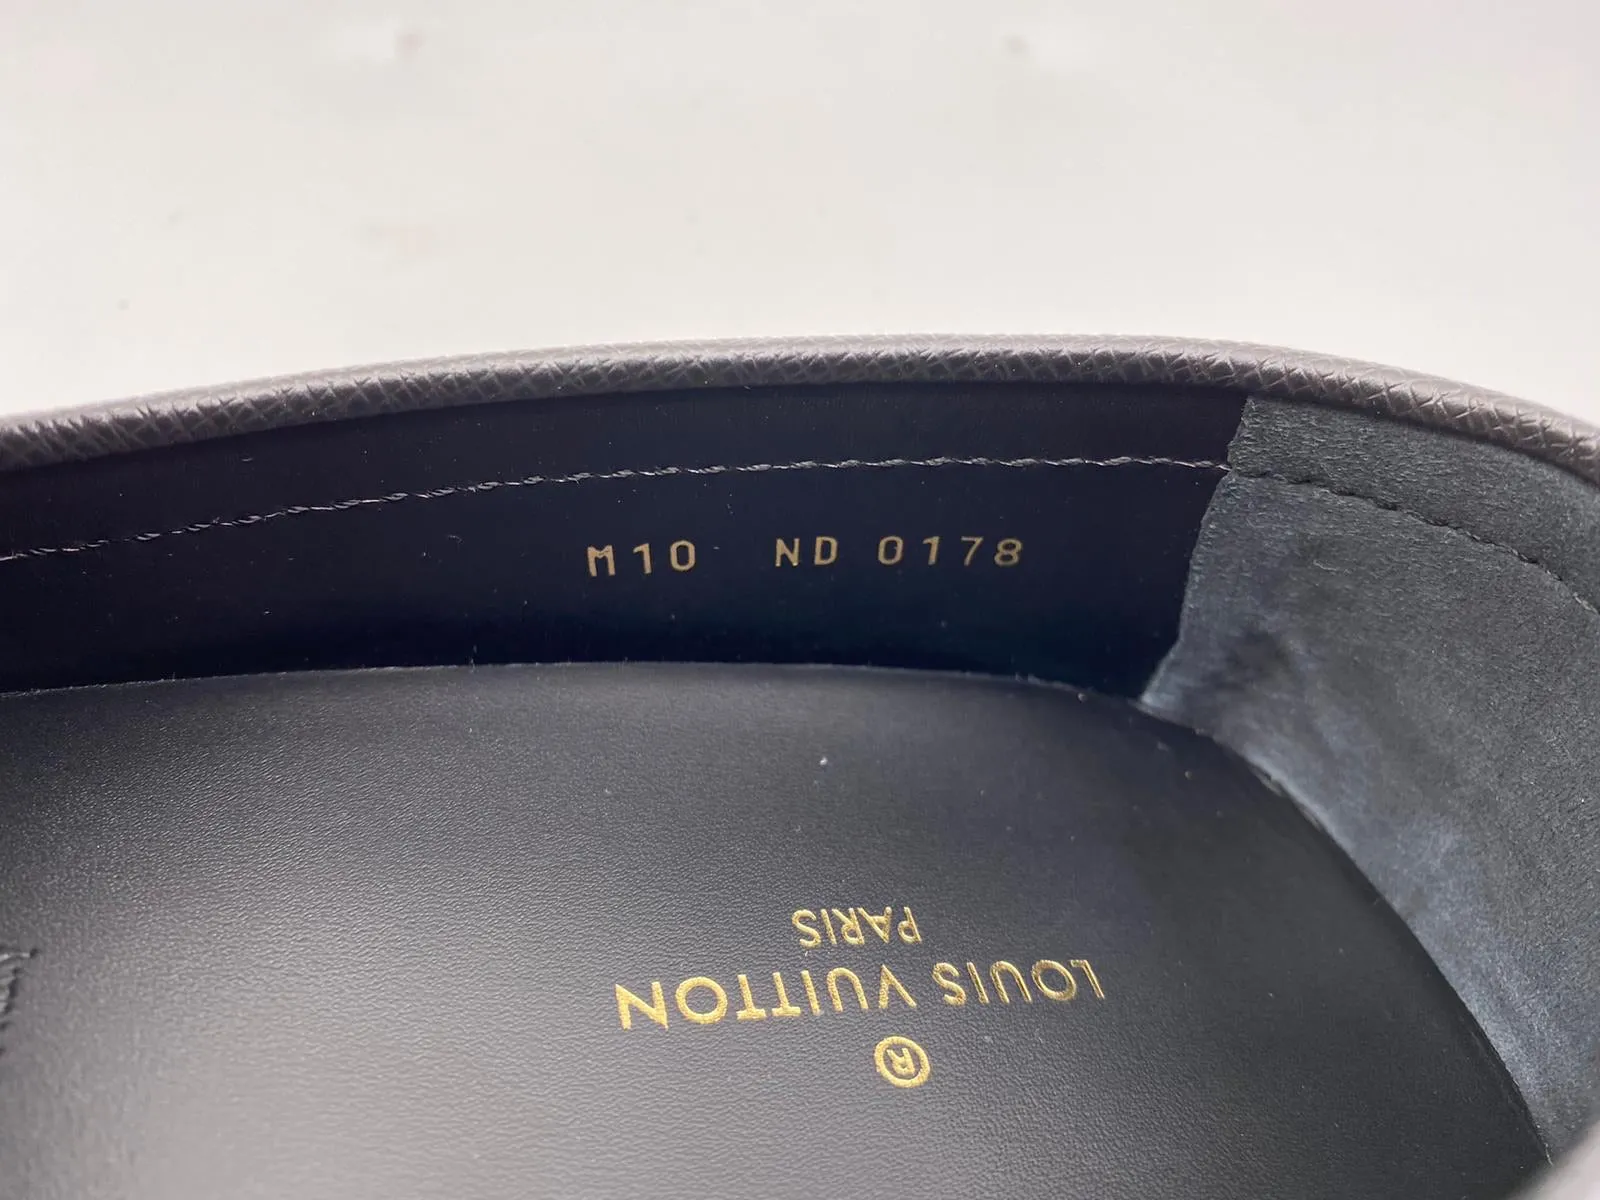 M10 ND 0178
LOUIS VUITTON
PARIS
®